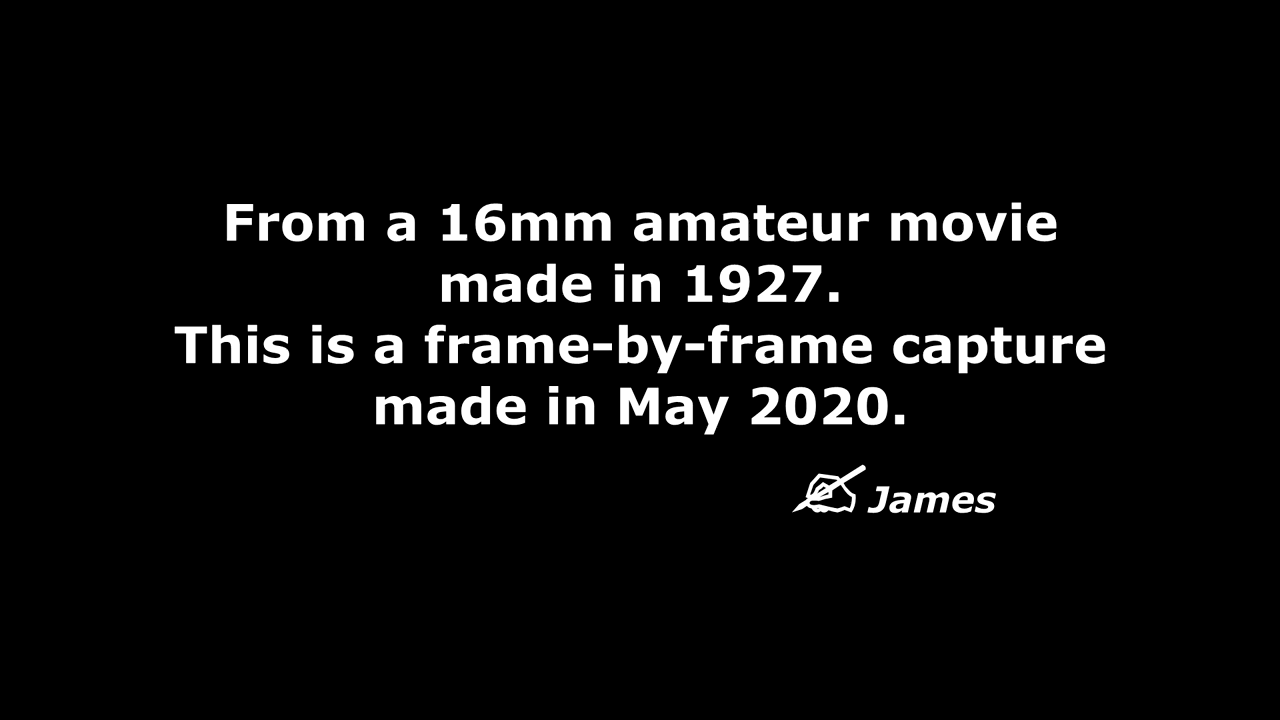 From a 16mm amateur movie
made in 1927.
This is a frame-by-frame capture
made in May 2020.
James